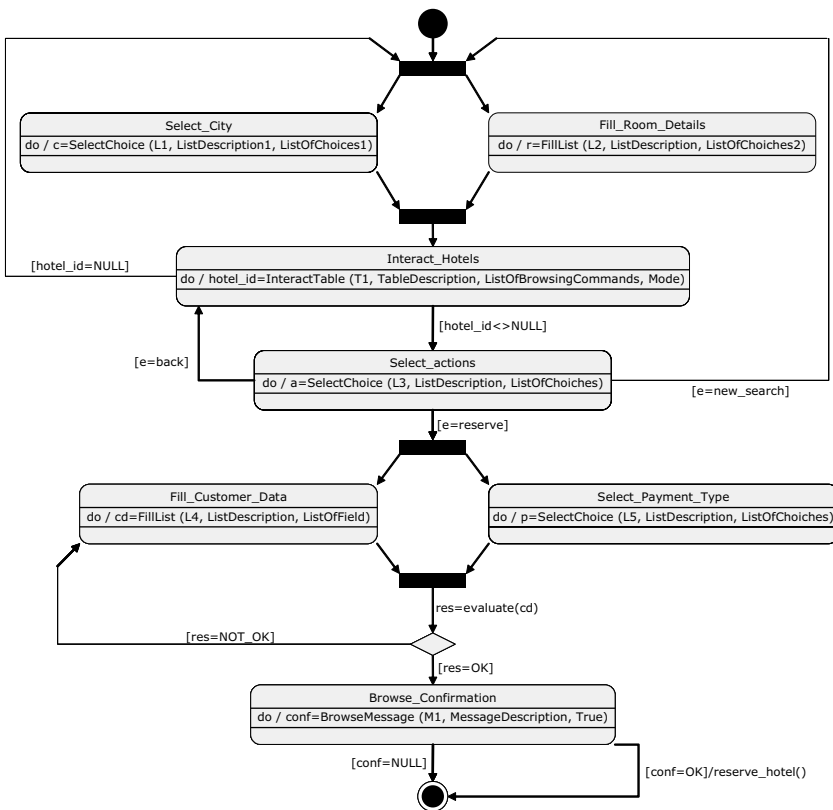 Select_City
do / c=SelectChoice (L1, ListDescription1, ListOfChoices1)
Fill_Room_Details
do / r=FillList (L2, ListDescription, ListOfChoiches2)
Interact_Hotels
do / hotel_id=InteractTable (T1, TableDescription, ListOfBrowsingCommands, Mode)
[hotel_id=NULL]
[hotel_id<>NULL]
[e=back]
Select_actions
do / a=SelectChoice (L3, ListDescription, ListOfChoiches)
[e=new_search]
[e=reserve]
Fill_Customer_Data
do / cd=FillList (L4, ListDescription, ListOfField)
Select_Payment_Type
do / p=SelectChoice (L5, ListDescription, ListOfChoiches)
res=evaluate(cd)
[res=NOT_OK]
[res=OK]
Browse_Confirmation
do / conf=BrowseMessage (M1, MessageDescription, True)
[conf=NULL]
[conf=OK]/reserve_hotel()